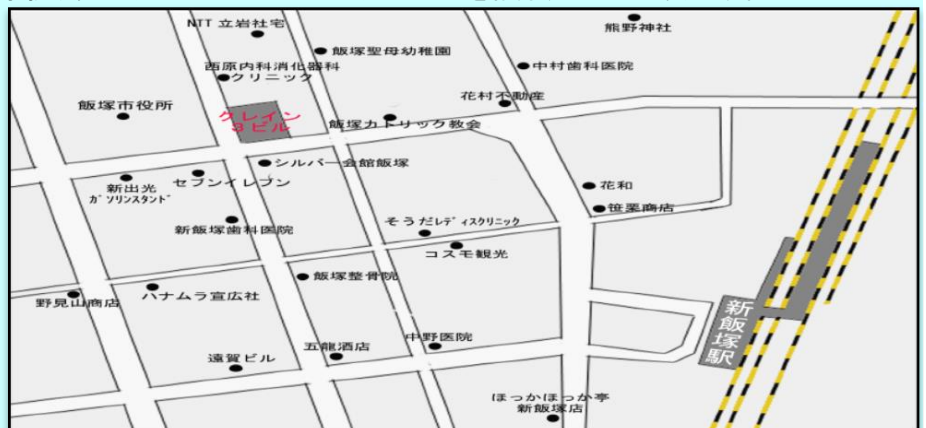 NTT 立岩社宅
熊野神社
飯塚聖母幼稚園
西原内科消化器科
クリニック
中村歯科医院
飯塚市役所
花村不動産
クレイン
3ビル
飯塚カトリック教会
シルバー会館飯塚
新出光
ガソリンスタンド
セブンイレブン
花和
笹栗商店
新飯塚歯科医院
そうだレディスクリニック
コスモ観光
飯塚整骨院
野見山商店
ハナムラ宣広社
新飯塚駅
中野医院
五龍酒店
遠賀ビル
ほっかほっか亭
新飯塚店